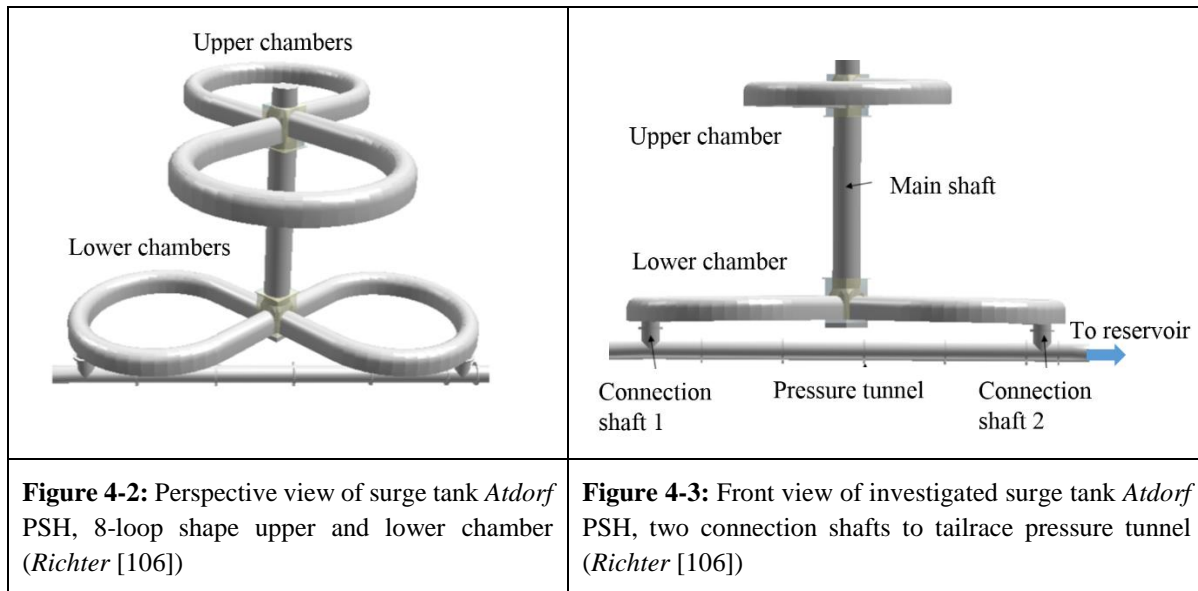 Upper chambers
Lower chambers
Upper chamber
Main shaft
Lower chamber
To reservoir
Connection
shaft 1
Pressure tunnel
Connection
shaft 2
Figure 4-2: Perspective view of surge tank Atdorf
PSH, 8-loop shape upper and lower chamber
(Richter [106])
Figure 4-3: Front view of investigated surge tank Atdorf
PSH, two connection shafts to tailrace pressure tunnel
(Richter [106])